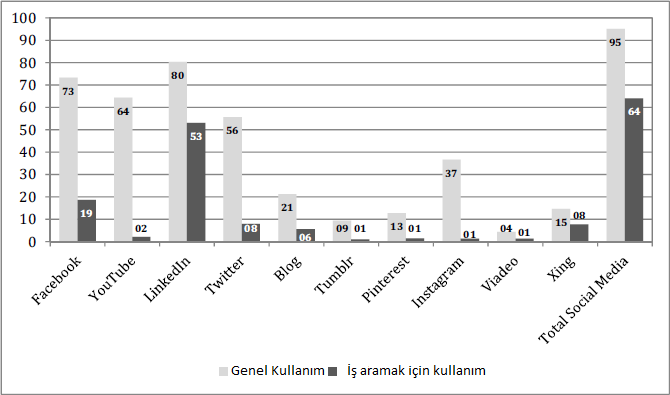 100
90
80
70
60
50
40
30
20
10
0
73
19
64
02
80
53
56
08
21
06
09
01
13
01
37
01
04
01
15
08
95
64
Facebook
YouTube
LinkedIn
Twitter
Blog
Tumblr
Pinterest
Instagram
Viadeo
Xing
Total Social Media
Genel Kullanım İş aramak için kullanım